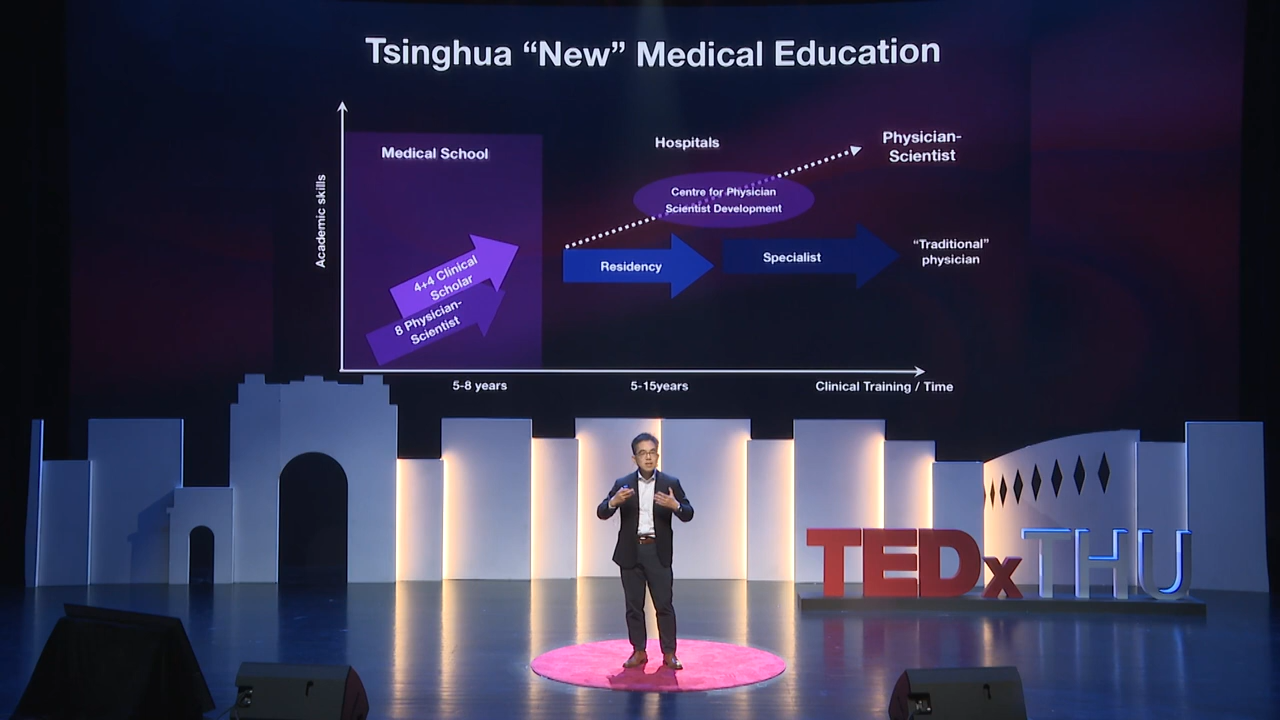 Tsinghua “New” Medical Education
Medical School
Hospitals
Physician-
Scientist
Academic skills
Centre for Physician
Scientist Development
4+4 Clinical
Scholar
8 Physician-
Scientist
Residency
Specialist
“Traditional”
physician
5-8 years
5-15years
Clinical Training / Time
TEDxTHU